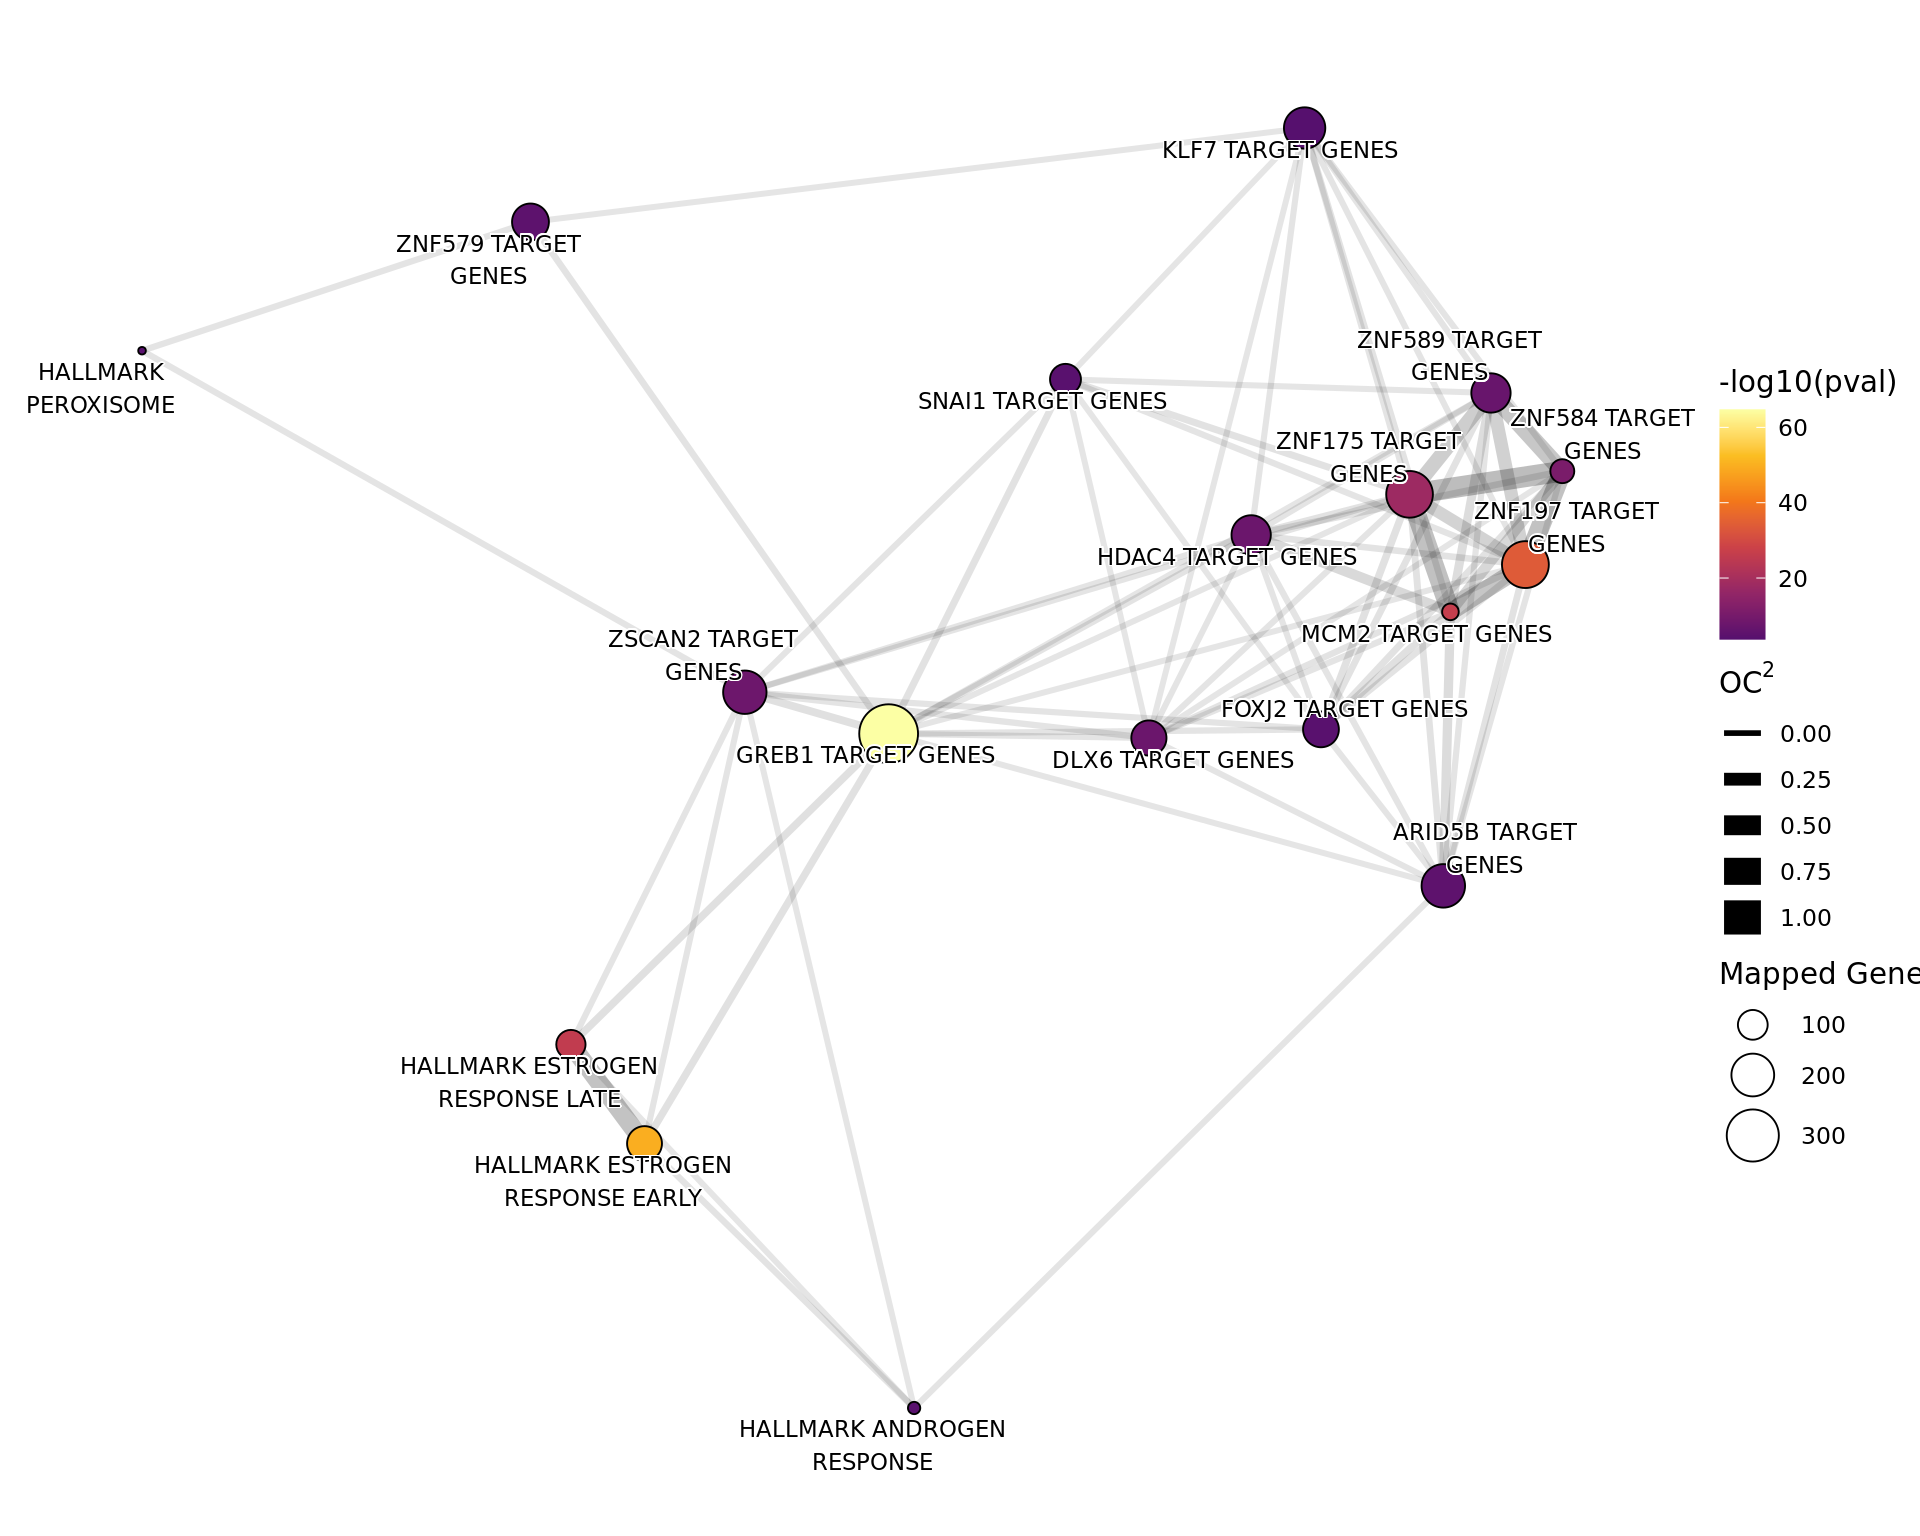 KLF7 TARGET GENES
ZNF579 TARGET
GENES
HALLMARK
PEROXISOME
SNAI1 TARGET GENES
ZNF589 TARGET
GENES
ZNF584 TARGET
GENES
ZNF175 TARGET
GENES
ZNF197 TARGET
GENES
HDAC4 TARGET GENES
MCM2 TARGET GENES
ZSCAN2 TARGET
GENES
GREB1 TARGET GENES
FOXJ2 TARGET GENES
DLX6 TARGET GENES
ARID5B TARGET
GENES
HALLMARK ESTROGEN
RESPONSE LATE
HALLMARK ESTROGEN
RESPONSE EARLY
HALLMARK ANDROGEN
RESPONSE
-log10(pval)
60
40
20
OC²
0.00
0.25
0.50
0.75
1.00
Mapped Gene
100
200
300